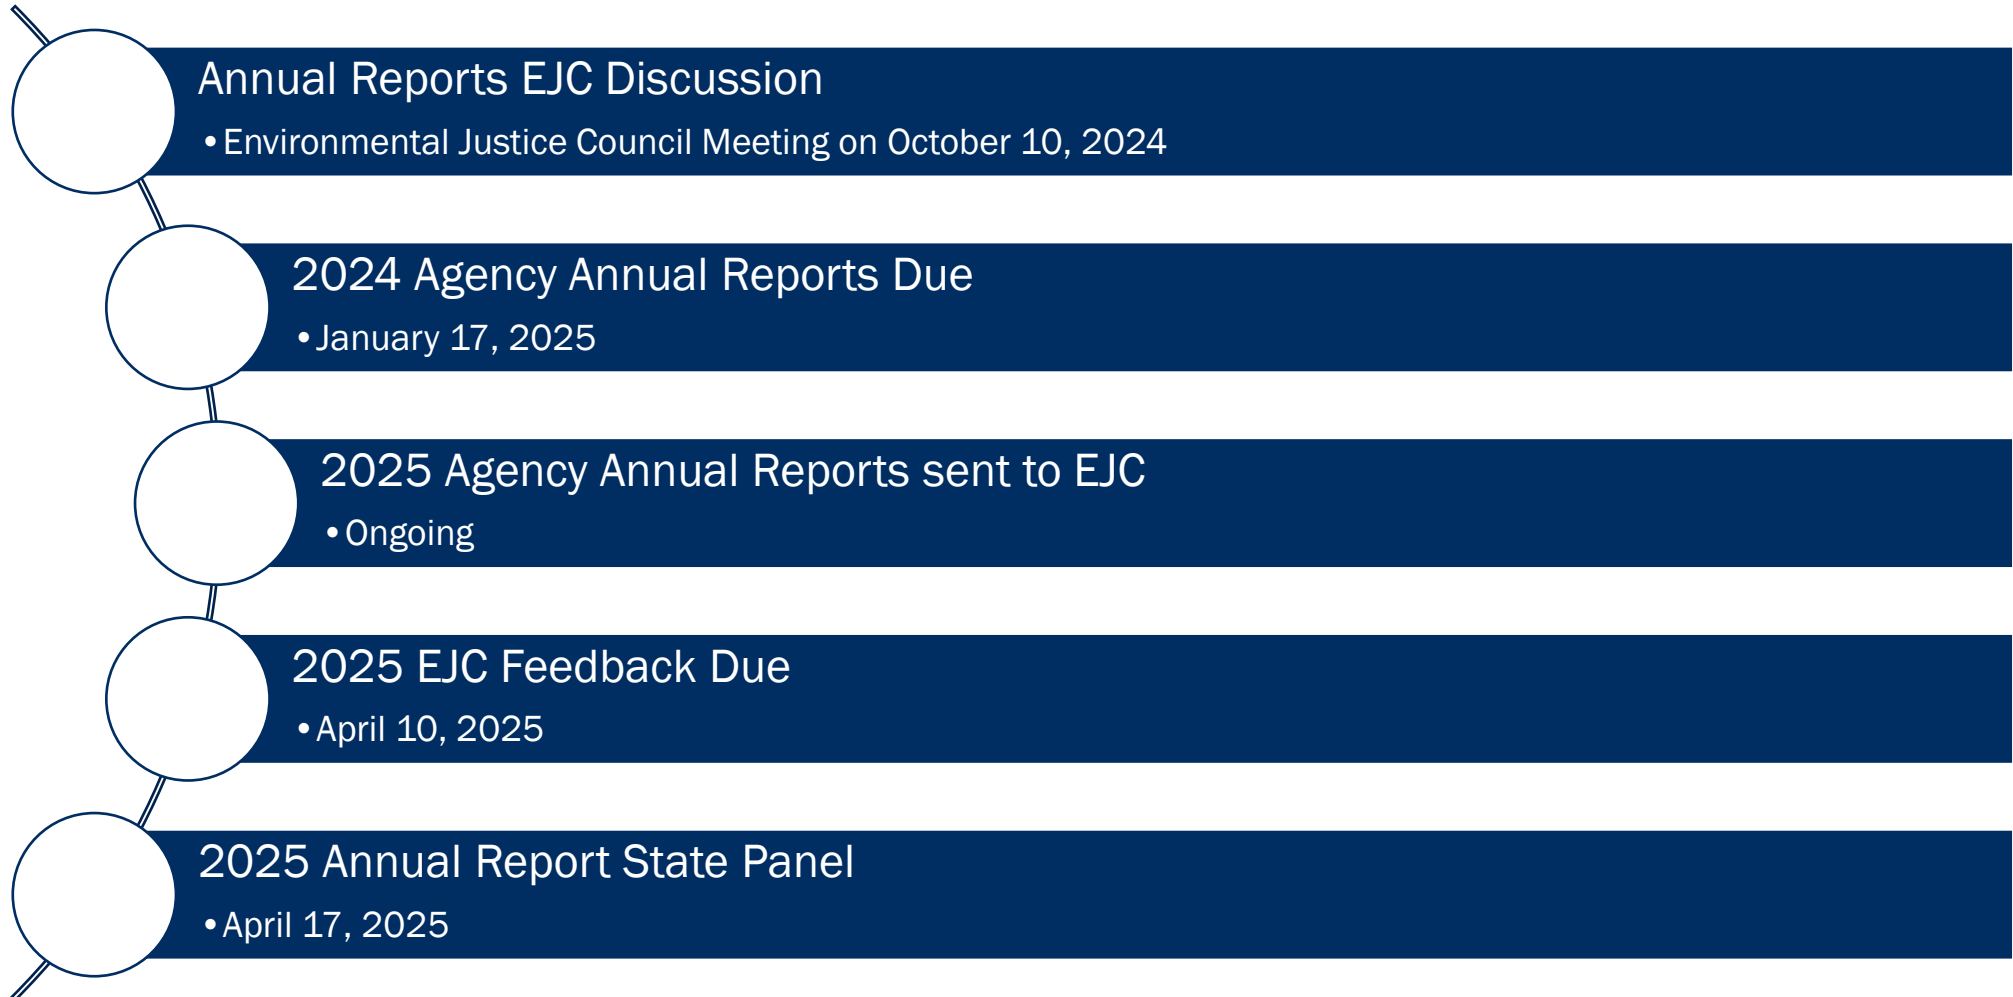 Annual Reports EJC Discussion
•Environmental Justice Council Meeting on October 10, 2024
2024 Agency Annual Reports Due
•January 17, 2025
2025 Agency Annual Reports sent to EJC
•Ongoing
2025 EJC Feedback Due
•April 10, 2025
2025 Annual Report State Panel
•April 17, 2025